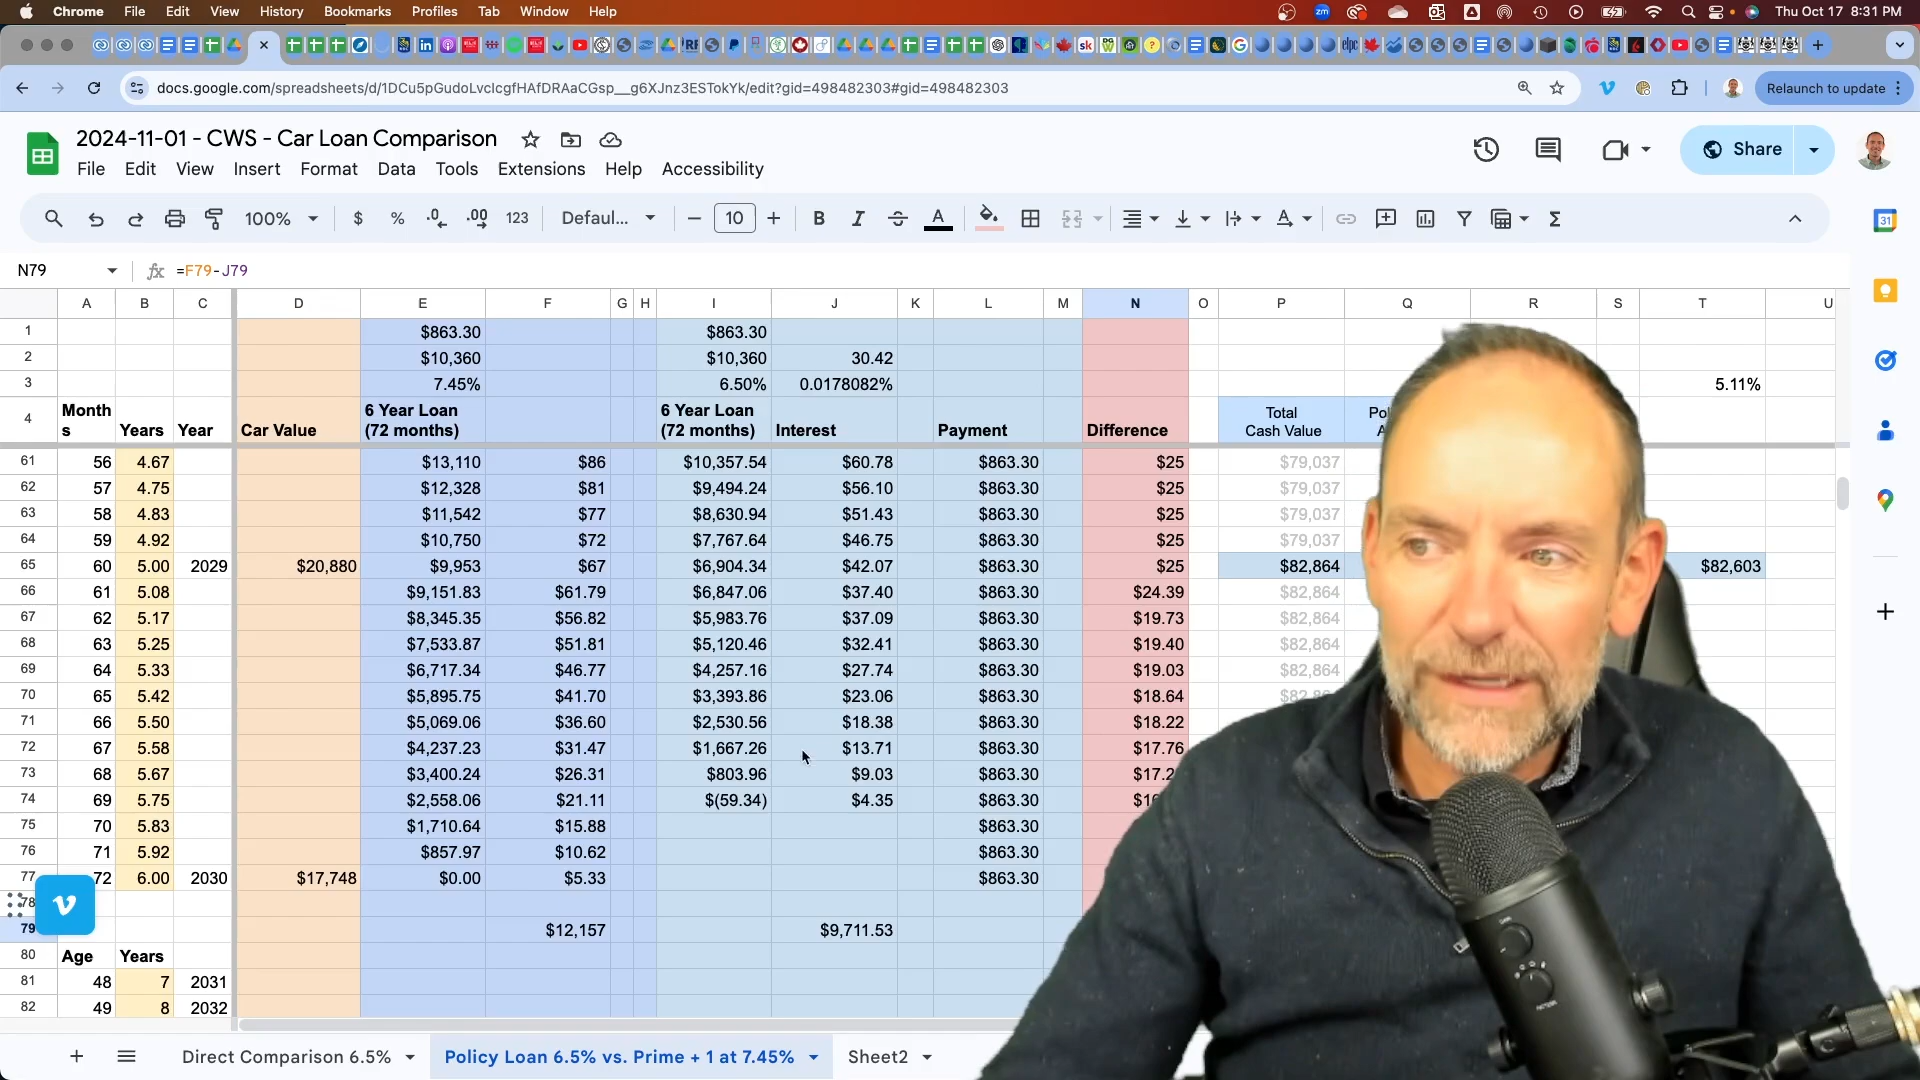 Chrome File Edit View History Bookmarks Profiles Tab Window Help Thu Oct 17 8:31 PM
docs.google.com/spreadsheets/d/1DCu5pGudoLvcIcgfHAfDRAaCGsp__g6XJnz3ESTokYk/edit?gid=498482303#gid=498482303 Relaunch to update
2024-11-01 - CWS - Car Loan Comparison Share
File Edit View Insert Format Data Tools Extensions Help Accessibility
100% $ % .0 .00 123 Defaul... 10 B I A
N79 =F79-J79
A B C D E F G H I J K L M N O P Q R S T U
1 $863.30 $863.30
2 $10,360 $10,360 30.42
3 7.45% 6.50% 0.0178082% 5.11%
4 Months Years Year Car Value 6 Year Loan (72 months) 6 Year Loan (72 months) Interest Payment Difference Total Cash Value
61 56 4.67 $13,110 $86 $10,357.54 $60.78 $863.30 $25 $79,037
62 57 4.75 $12,328 $81 $9,494.24 $56.10 $863.30 $25 $79,037
63 58 4.83 $11,542 $77 $8,630.94 $51.43 $863.30 $25 $79,037
64 59 4.92 $10,750 $72 $7,767.64 $46.75 $863.30 $25 $79,037
65 60 5.00 2029 $20,880 $9,953 $67 $6,904.34 $42.07 $863.30 $25 $82,864 $82,603
66 61 5.08 $9,151.83 $61.79 $6,847.06 $37.40 $863.30 $24.39 $82,864
67 62 5.17 $8,345.35 $56.82 $5,983.76 $37.09 $863.30 $19.73 $82,864
68 63 5.25 $7,533.87 $51.81 $5,120.46 $32.41 $863.30 $19.40 $82,864
69 64 5.33 $6,717.34 $46.77 $4,257.16 $27.74 $863.30 $19.03 $82,864
70 65 5.42 $5,895.75 $41.70 $3,393.86 $23.06 $863.30 $18.64
71 66 5.50 $5,069.06 $36.60 $2,530.56 $18.38 $863.30 $18.22
72 67 5.58 $4,237.23 $31.47 $1,667.26 $13.71 $863.30 $17.76
73 68 5.67 $3,400.24 $26.31 $803.96 $9.03 $863.30
74 69 5.75 $2,558.06 $21.11 $(59.34) $4.35 $863.30
75 70 5.83 $1,710.64 $15.88 $863.30
76 71 5.92 $857.97 $10.62 $863.30
77 72 6.00 2030 $17,748 $0.00 $5.33 $863.30
78
79 $12,157 $9,711.53
80 Age Years
81 48 7 2031
82 49 8 2032
Direct Comparison 6.5% Policy Loan 6.5% vs. Prime + 1 at 7.45% Sheet2